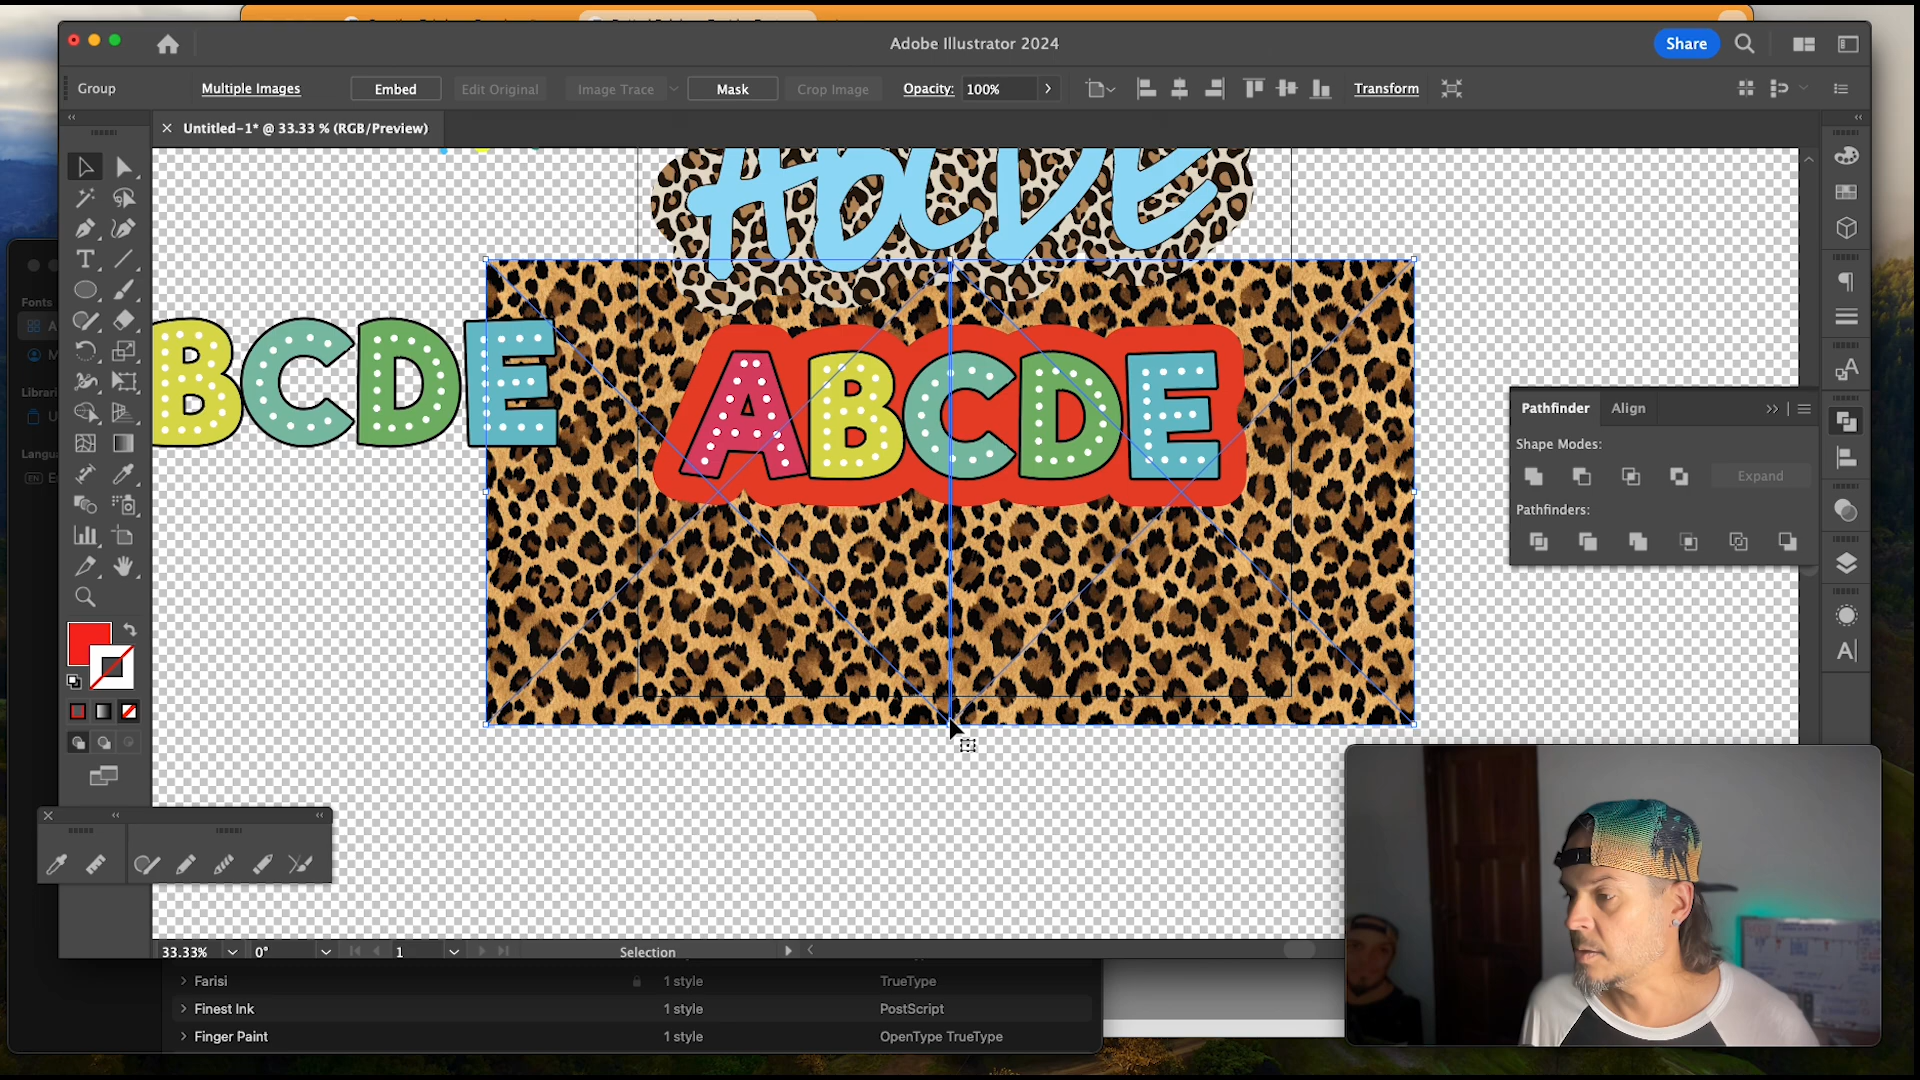 Adobe Illustrator 2024
Share
Group
Multiple Images
Embed
Edit Original
Image Trace
Mask
Crop Image
Opacity:
100%
Transform
Untitled-1* @ 33.33 % (RGB/Preview)
ABCDE
BCDE
ABCDE
Fonts
Pathfinder
Align
Shape Modes:
Expand
Pathfinders:
33.33%
0°
1
Selection
Farisi
1 style
TrueType
Finest Ink
1 style
PostScript
Finger Paint
1 style
OpenType TrueType